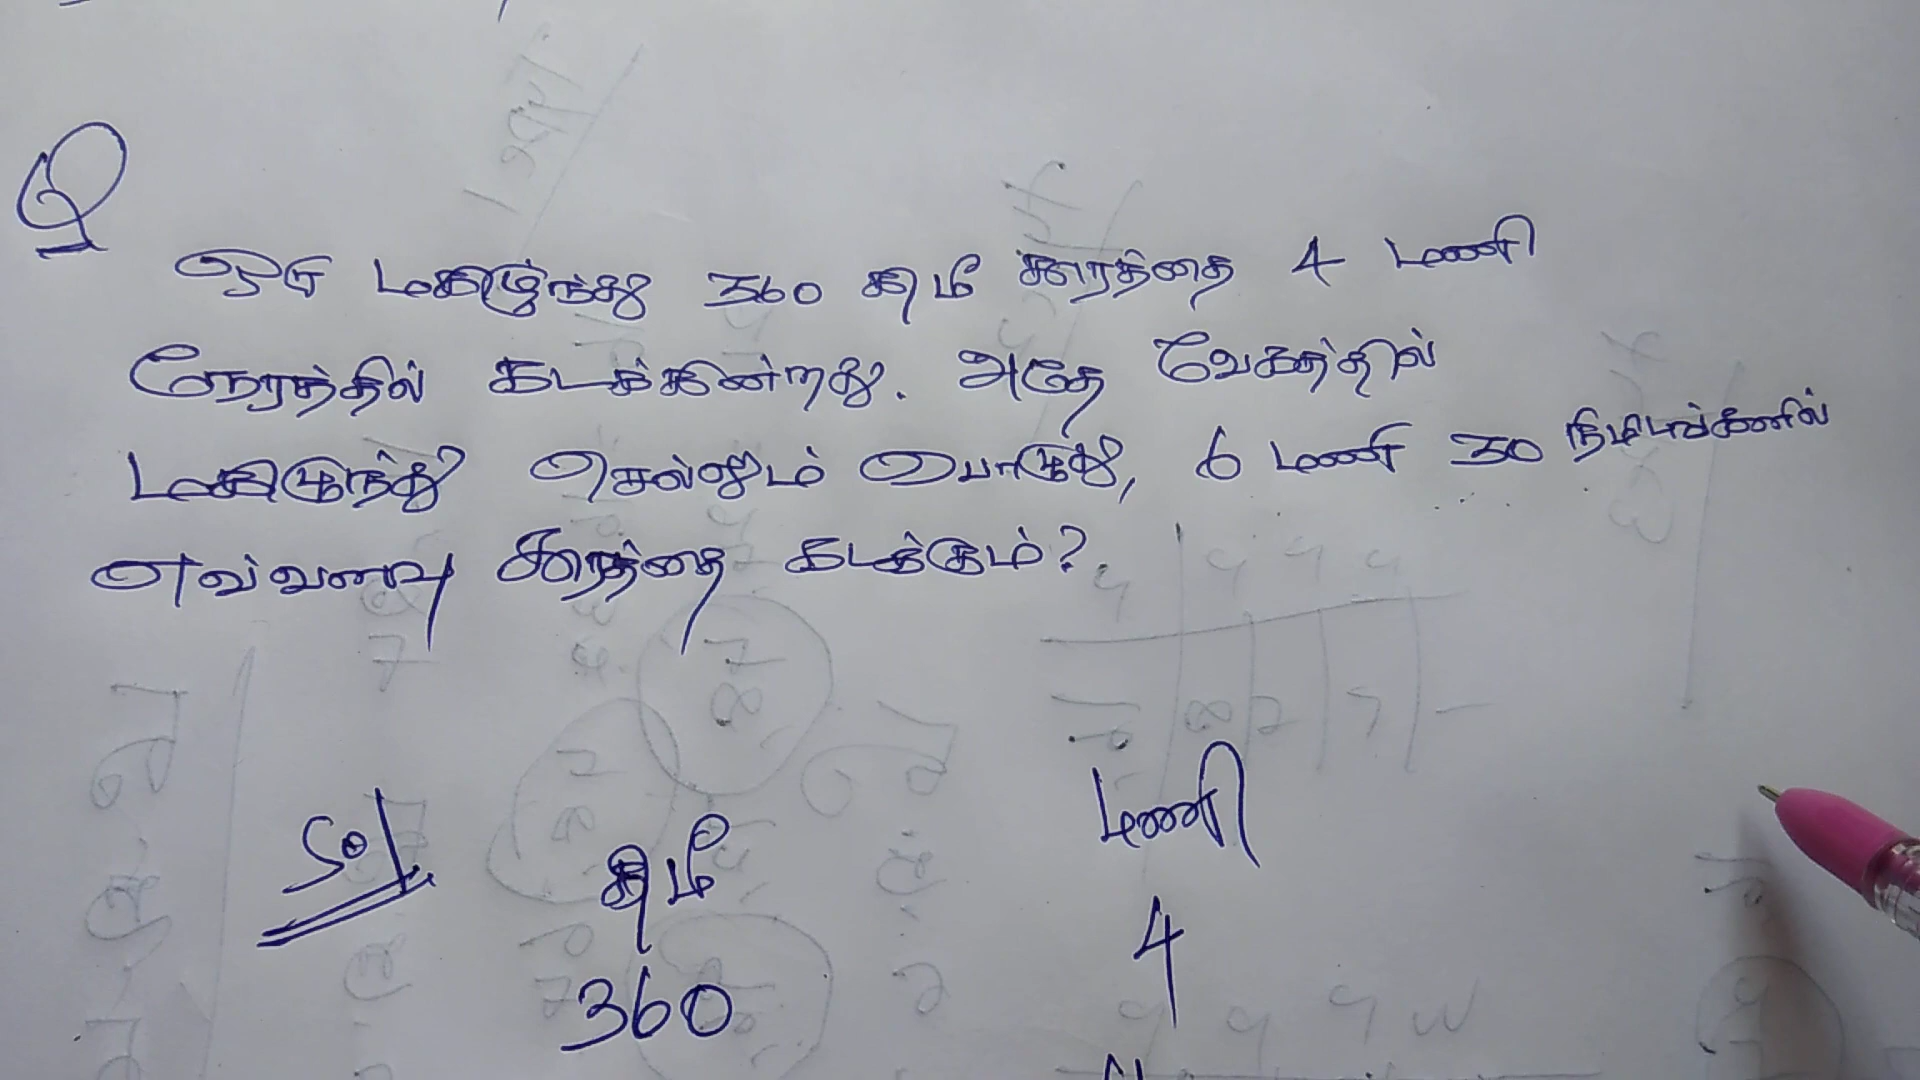 Q
ஒரு மகிழுந்து 360 கிமீ தூரத்தை 4 மணி
நேரத்தில் கடக்கின்றது. அதே வேகத்தில்
மகிழுந்து செல்லும் பொழுது, 6 மணி 30 நிமிடங்களில்
எவ்வளவு தூரத்தை கடக்கும்?.
Sol
கிமீ மணி
360 4